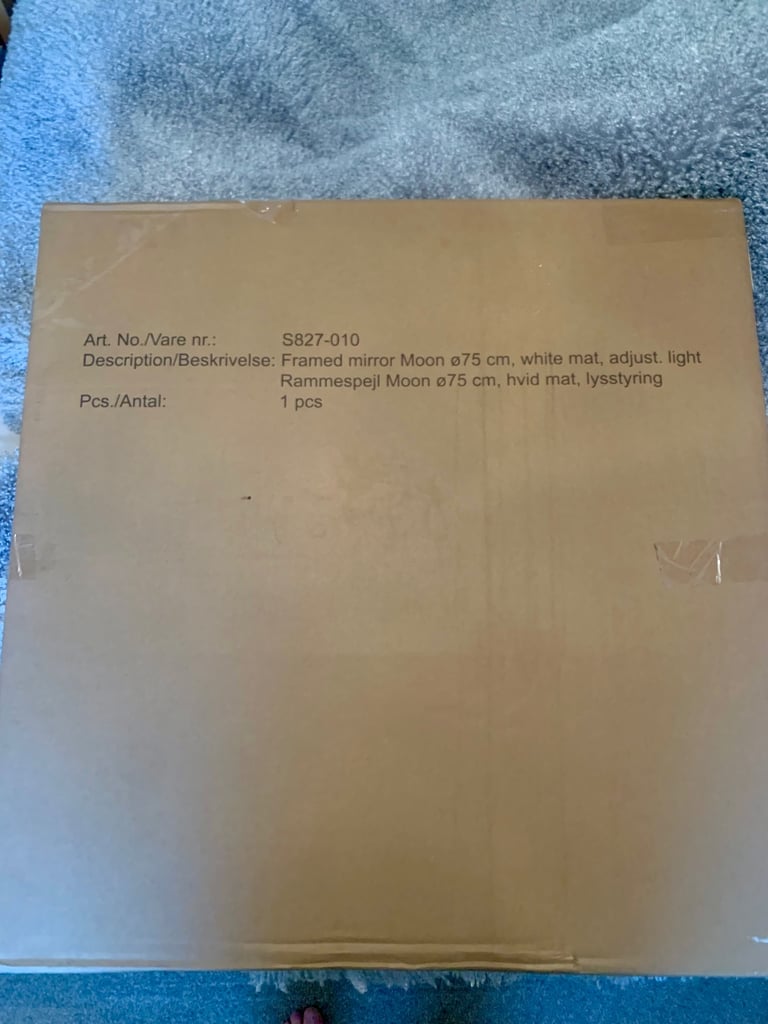 Art. No./Vare nr.: S827-010
Description/Beskrivelse: Framed mirror Moon ø75 cm, white mat, adjust. light
Rammespejl Moon ø75 cm, hvid mat, lysstyring
Pcs./Antal: 1 pcs